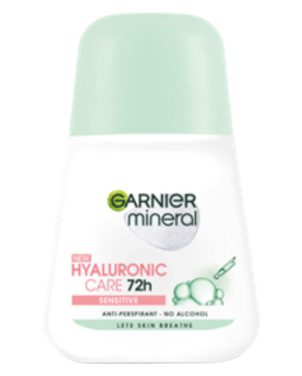 GARNIER
mineral
NEW
HYALURONIC
CARE 72h
SENSITIVE
ANTI-PERSPIRANT - NO ALCOHOL
LETS SKIN BREATHE